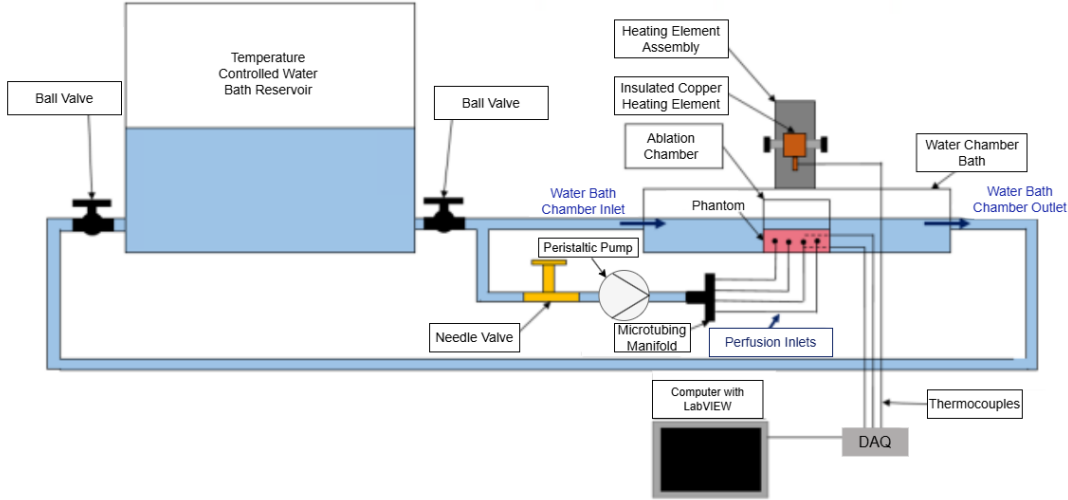 Temperature
Controlled Water
Bath Reservoir
Ball Valve
Ball Valve
Heating Element
Assembly
Insulated Copper
Heating Element
Ablation
Chamber
Water Chamber
Bath
Water Bath
Chamber Inlet
Phantom
Water Bath
Chamber Outlet
Peristaltic Pump
Needle Valve
Microtubing
Manifold
Perfusion Inlets
Computer with
LabVIEW
Thermocouples
DAQ